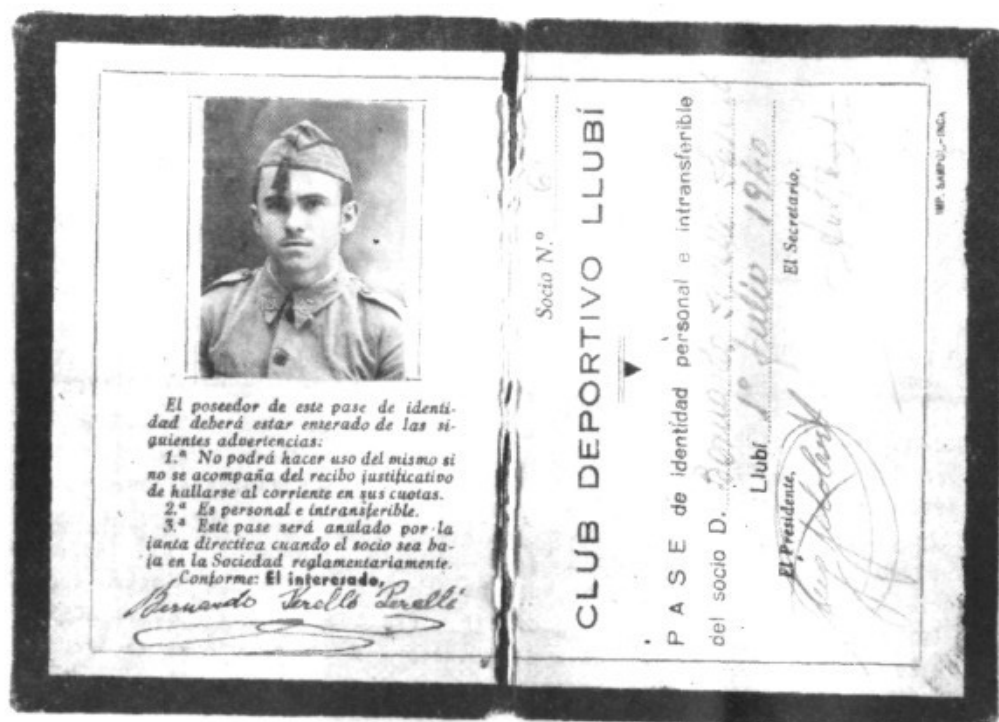 El poseedor de este pase de identi-
dad deberá estar enterado de las si-
guientes advertencias:
1.ª No podrá hacer uso del mismo si
no se acompaña del recibo justificativo
de hallarse al corriente en sus cuotas.
2.ª Es personal e intransferible.
3.ª Este pase será anulado por la
junta directiva cuando el socio sea ba-
ja en la Sociedad reglamentariamente.
Conforme: El interesado,
Bernardo Perelló Perelló
Socio N.º 6
CLUB DEPORTIVO LLUBÍ
PASE de identidad personal e intransferible
del socio D.
Llubí 1º Julio 1940
El Presidente,
El Secretario,
IMP. SAMPOL-INCA